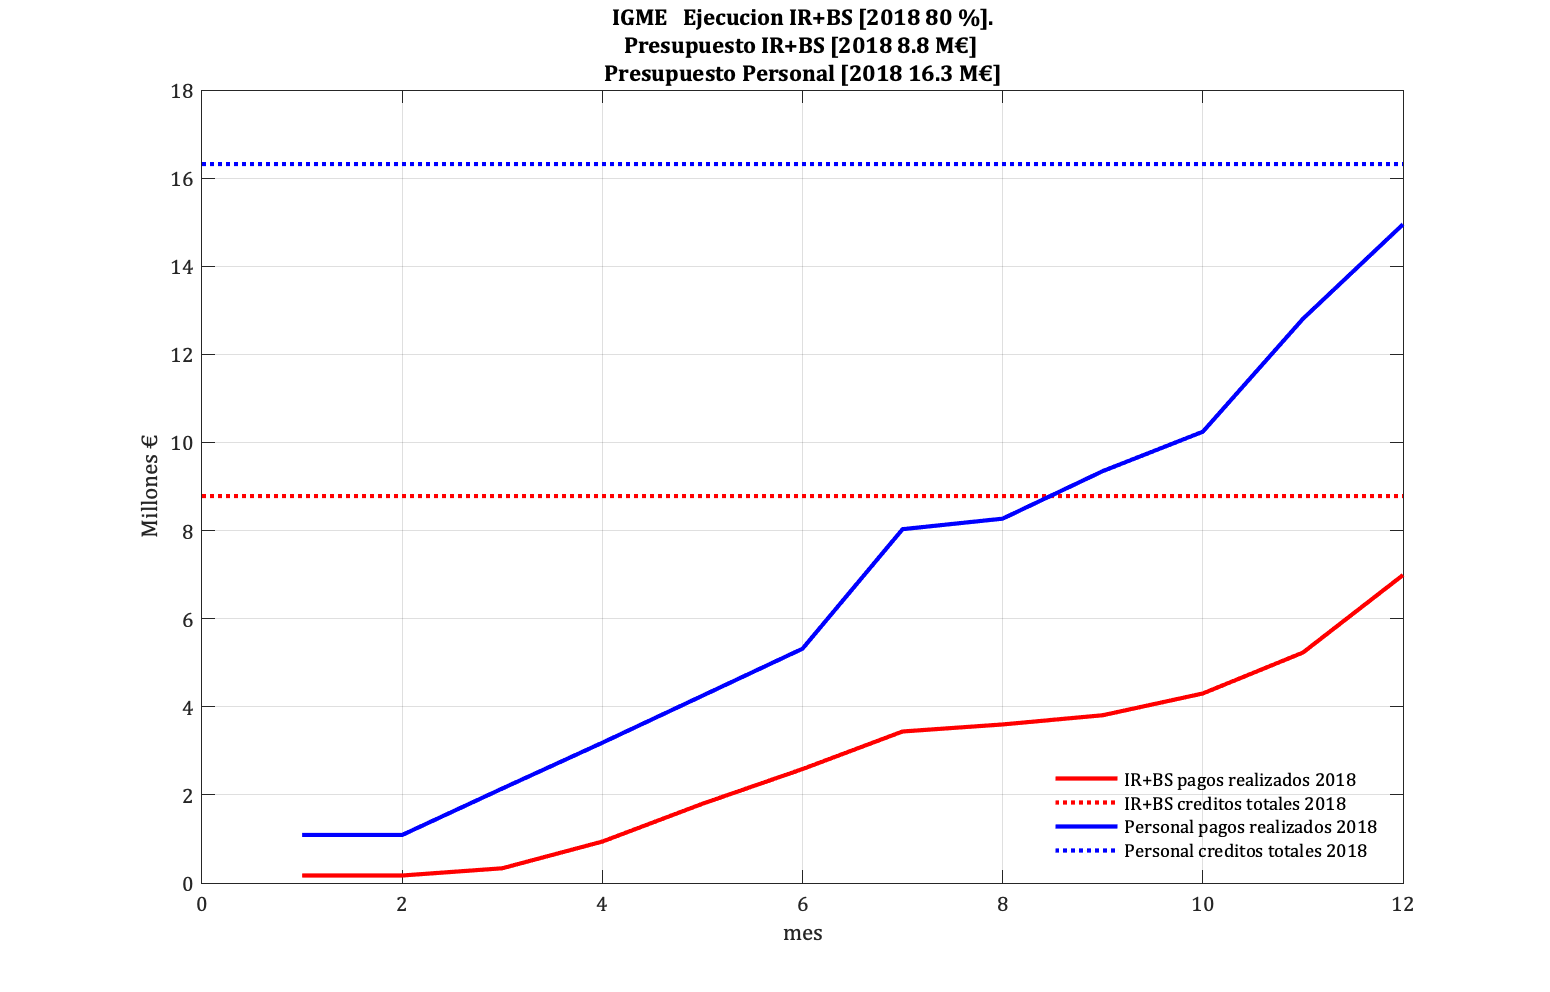 IGME   Ejecucion IR+BS [2018 80 %].
Presupuesto IR+BS [2018 8.8 M€]
Presupuesto Personal [2018 16.3 M€]
18
16
14
12
10
8
6
4
2
0
Millones €
IR+BS pagos realizados 2018
IR+BS creditos totales 2018
Personal pagos realizados 2018
Personal creditos totales 2018
0 2 4 6 8 10 12
mes